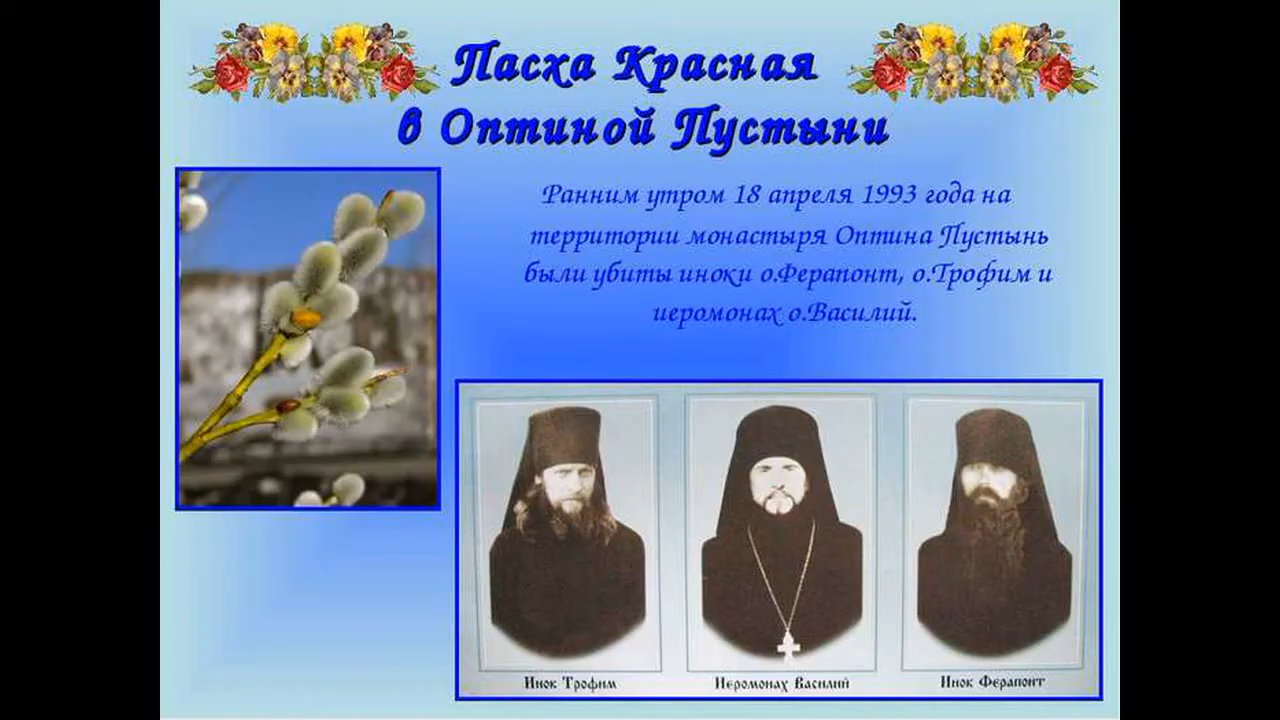 Пасха Красная
в Оптиной Пустыни
Ранним утром 18 апреля 1993 года на
территории монастыря Оптина Пустынь
были убиты иноки о.Ферапонт, о.Трофим и
иеромонах о.Василий.
Инок Трофим
Иеромонах Василий
Инок Ферапонт